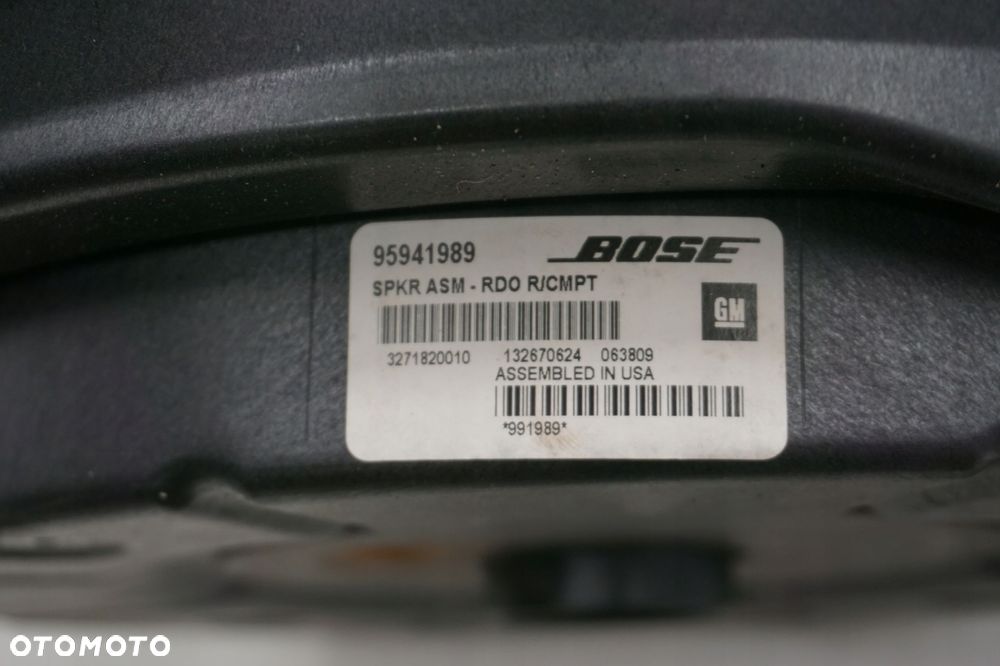 95941989 BOSE
SPKR ASM - RDO R/CMPT
GM
3271820010 132670624 063809
ASSEMBLED IN USA
*991989*
OTOMOTO